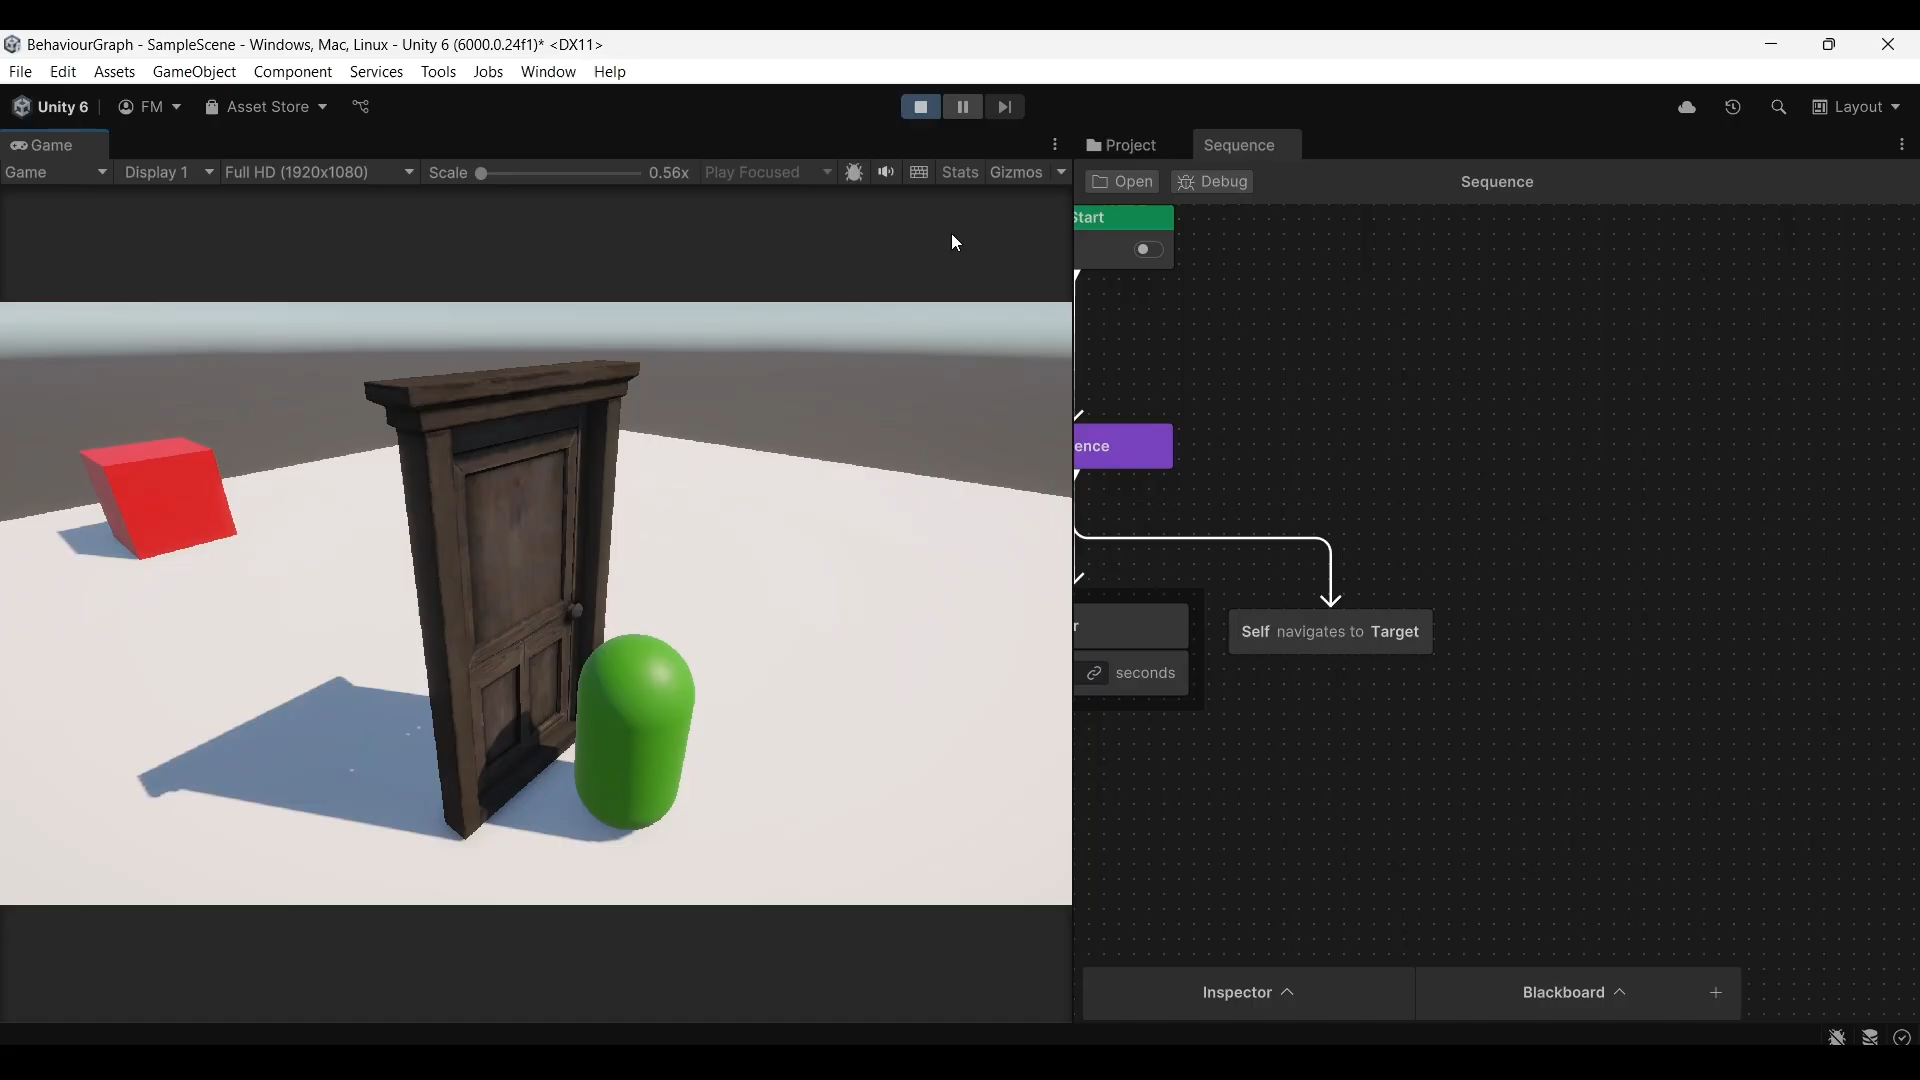 BehaviourGraph - SampleScene - Windows, Mac, Linux - Unity 6 (6000.0.24f1)* <DX11>
File Edit Assets GameObject Component Services Tools Jobs Window Help
Unity 6 FM Asset Store Layout
Game
Project Sequence
Game Display 1 Full HD (1920x1080) Scale 0.56x Play Focused Stats Gizmos
Open Debug Sequence
Start
ence
r
Self navigates to Target
seconds
Inspector Blackboard +